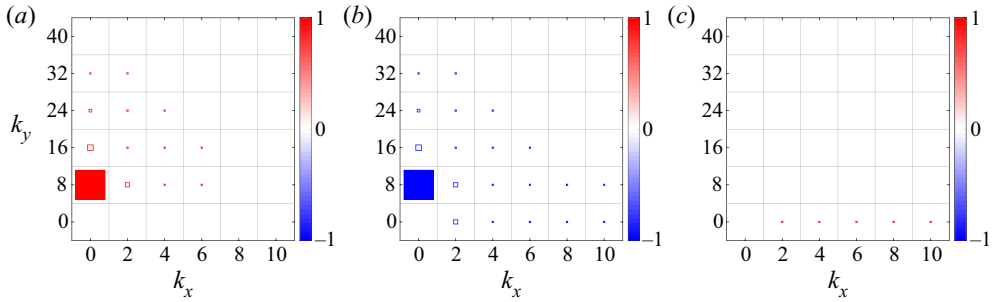 (a) (b) (c)
1 1 1
40 40 40
32 32 32
24 24 24
k_y 0 0 0
16 16 16
8 8 8
0 0 0
−1 −1 −1
0 2 4 6 8 10 0 2 4 6 8 10 0 2 4 6 8 10
k_x k_x k_x